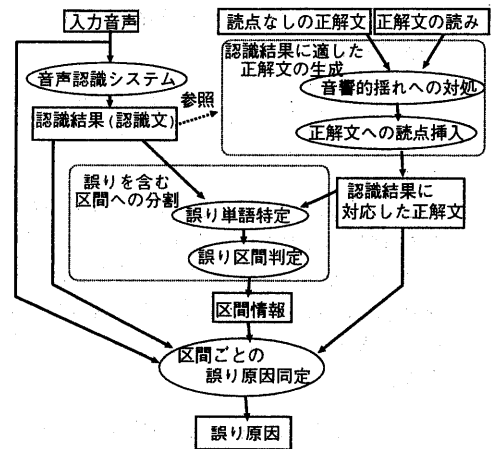 入力音声
読点なしの正解文
正解文の読み
認識結果に適した
正解文の生成
音声認識システム
音響的揺れへの対処
認識結果(認識文)
参照
正解文への読点挿入
誤りを含む
区間への分割
認識結果に
対応した正解文
誤り単語特定
誤り区間判定
区間情報
区間ごとの
誤り原因同定
誤り原因